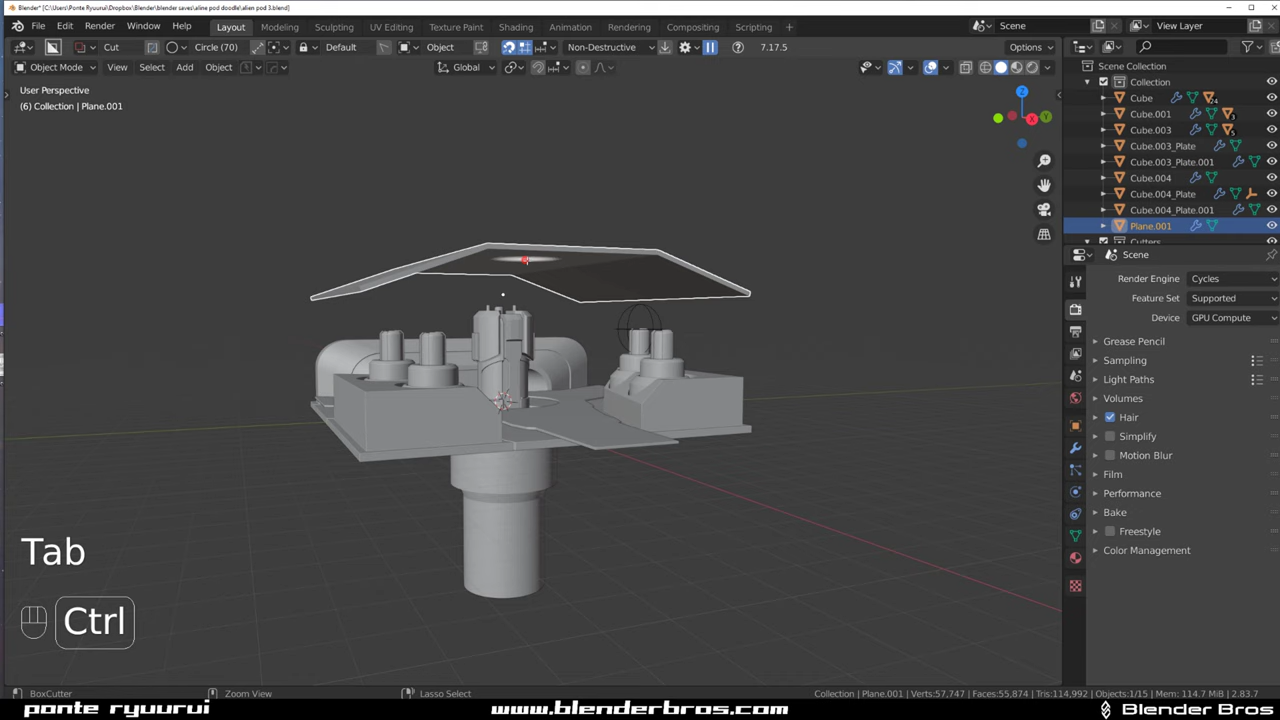 Blender* [C:\Users\Ponte Ryuurui\Dropbox\Blender\blender saves\aline pod doodle\alien pod 3.blend]
File Edit Render Window Help Layout Modeling Sculpting UV Editing Texture Paint Shading Animation Rendering Compositing Scripting + Scene View Layer
Cut Circle (70) Default Object Non-Destructive 7.17.5 Options
Object Mode View Select Add Object Global
User Perspective
(6) Collection | Plane.001
Z
X
Y
Scene Collection
Collection
Cube 24
Cube.001 3
Cube.003 5
Cube.003_Plate
Cube.003_Plate.001
Cube.004
Cube.004_Plate
Cube.004_Plate.001
Plane.001
Cutters
Scene
Render Engine Cycles
Feature Set Supported
Device GPU Compute
Grease Pencil
Sampling
Light Paths
Volumes
Hair
Simplify
Motion Blur
Film
Performance
Bake
Freestyle
Color Management
Tab
Ctrl
BoxCutter Zoom View Lasso Select Collection | Plane.001 | Verts:57,747 | Faces:55,874 | Tris:114,992 | Objects:1/15 | Mem: 114.7 MiB | 2.83.7
ponte ryuurui www.blenderbros.com Blender Bros